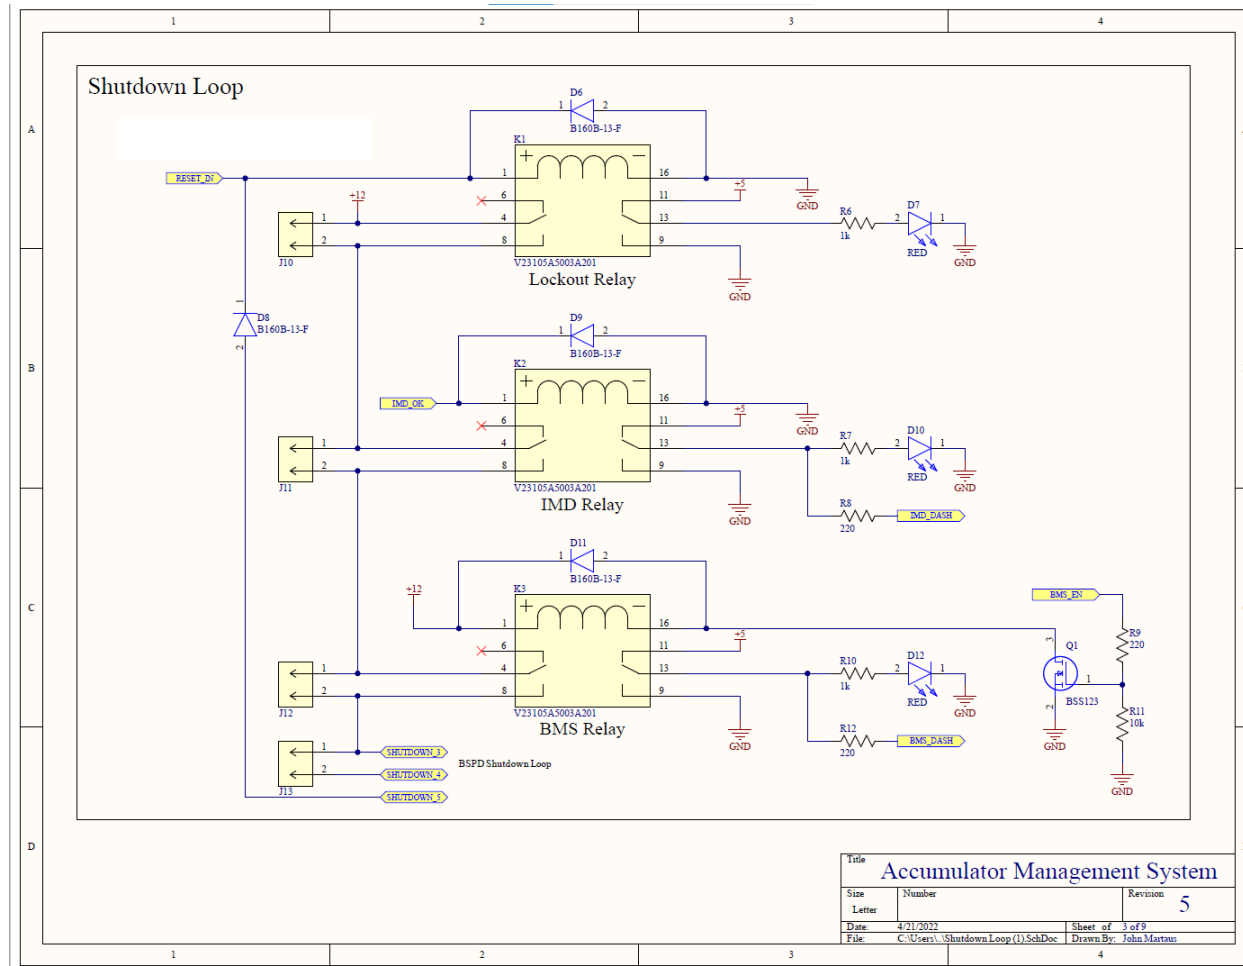 1 2 3 4
Shutdown Loop
A
D6
1 2
B160B-13-F
K1
+ −
RESET_IN
1 16
+5
6 11
+12
GND
4 13
R6
1k
D7
2 1
RED
GND
1
2
J10
8 9
V23105A5003A201
Lockout Relay
GND
1
D8
B160B-13-F
2
D9
1 2
B160B-13-F
B
K2
+ −
IMD_OK
1 16
+5
6 11
GND
4 13
R7
1k
D10
2 1
RED
GND
1
2
J11
8 9
V23105A5003A201
IMD Relay
GND
R8
220
IMD_DASH
D11
1 2
B160B-13-F
C
+12
K3
+ −
BMS_EN
1 16
+5
6 11
3
Q1
1
BSS123
2
GND
R9
220
R11
10k
GND
4 13
R10
1k
D12
2 1
RED
GND
1
2
J12
8 9
V23105A5003A201
BMS Relay
GND
R12
220
BMS_DASH
1
2
J13
SHUTDOWN_3
SHUTDOWN_4
SHUTDOWN_5
BSPD Shutdown Loop
D
Title
Accumulator Management System
Size
Letter
Number
Revision
5
Date: 4/21/2022
Sheet of 3 of 9
File: C:\Users\..\Shutdown Loop (1).SchDoc
Drawn By: John Martaus
1 2 3 4